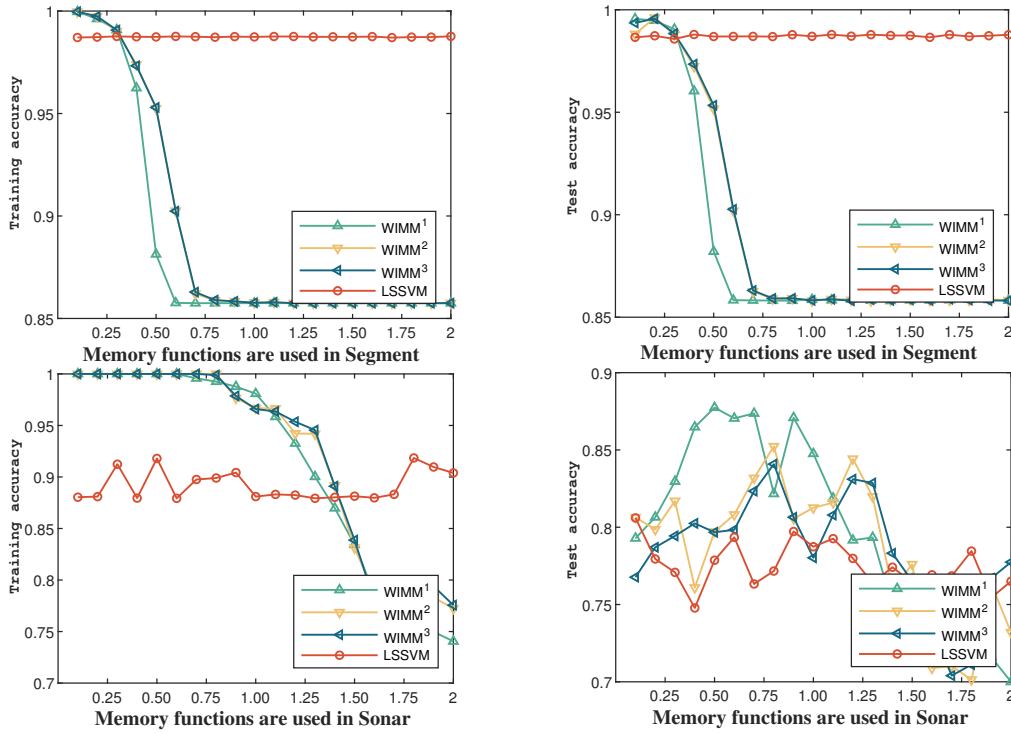 1
0.95
0.9
0.85
Training accuracy
0.25 0.50 0.75 1.00 1.25 1.50 1.75 2
Memory functions are used in Segment
WIMM1
WIMM2
WIMM3
LSSVM
1
0.95
0.9
0.85
Test accuracy
0.25 0.50 0.75 1.00 1.25 1.50 1.75 2
Memory functions are used in Segment
WIMM1
WIMM2
WIMM3
LSSVM
1
0.95
0.9
0.85
0.8
0.75
0.7
Training accuracy
0.25 0.50 0.75 1.00 1.25 1.50 1.75 2
Memory functions are used in Sonar
WIMM1
WIMM2
WIMM3
LSSVM
0.9
0.85
0.8
0.75
0.7
Test accuracy
0.25 0.50 0.75 1.00 1.25 1.50 1.75 2
Memory functions are used in Sonar
WIMM1
WIMM2
WIMM3
LSSVM